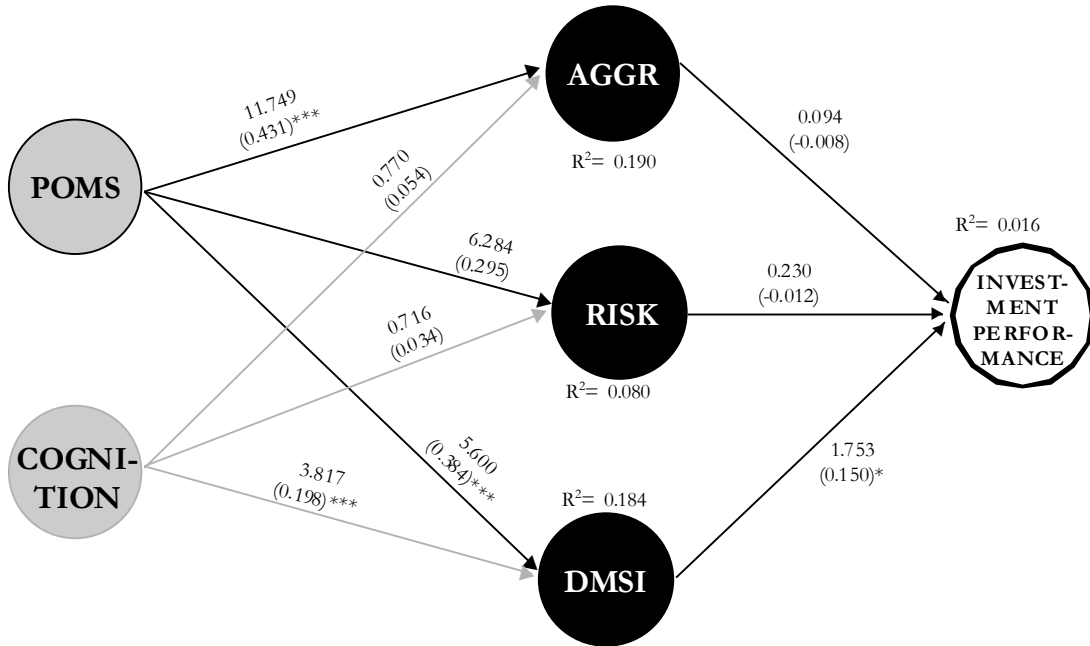 AGGR
11.749
(0.431)***
0.094
(-0.008)
0.770
(0.054)
R²= 0.190
POMS
6.284
(0.295)
R²= 0.016
0.230
(-0.012)
INVEST-
MENT
PERFOR-
MANCE
RISK
0.716
(0.034)
R²= 0.080
COGNI-
TION
5.600
(0.384)***
1.753
(0.150)*
3.817
(0.198)***
R²= 0.184
DMSI